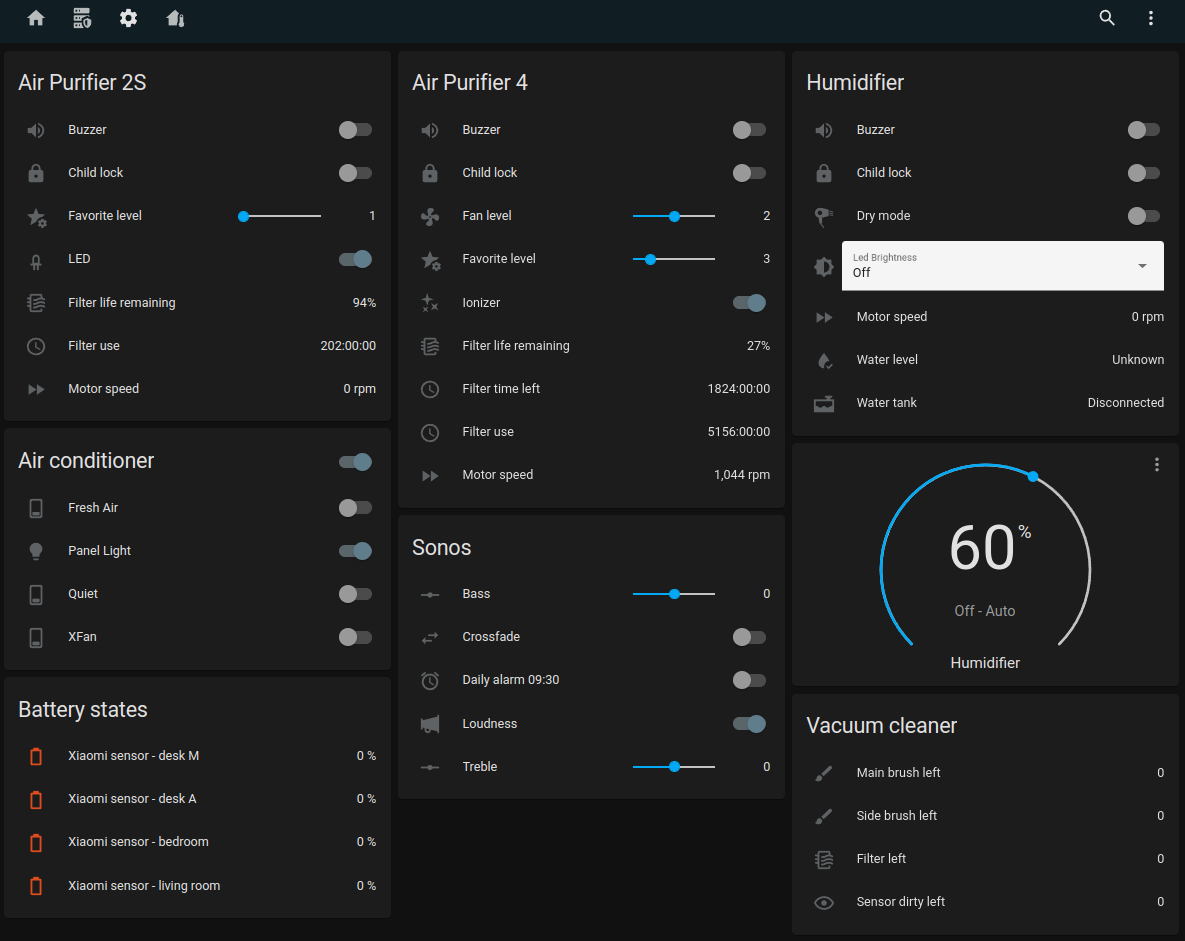 Air Purifier 2S
Buzzer
Child lock
Favorite level 1
LED
Filter life remaining 94%
Filter use 202:00:00
Motor speed 0 rpm
Air conditioner
Fresh Air
Panel Light
Quiet
XFan
Battery states
Xiaomi sensor - desk M 0 %
Xiaomi sensor - desk A 0 %
Xiaomi sensor - bedroom 0 %
Xiaomi sensor - living room 0 %
Air Purifier 4
Buzzer
Child lock
Fan level 2
Favorite level 3
Ionizer
Filter life remaining 27%
Filter time left 1824:00:00
Filter use 5156:00:00
Motor speed 1,044 rpm
Sonos
Bass 0
Crossfade
Daily alarm 09:30
Loudness
Treble 0
Humidifier
Buzzer
Child lock
Dry mode
Led Brightness
Off
Motor speed 0 rpm
Water level Unknown
Water tank Disconnected
60 %
Off - Auto
Humidifier
Vacuum cleaner
Main brush left 0
Side brush left 0
Filter left 0
Sensor dirty left 0